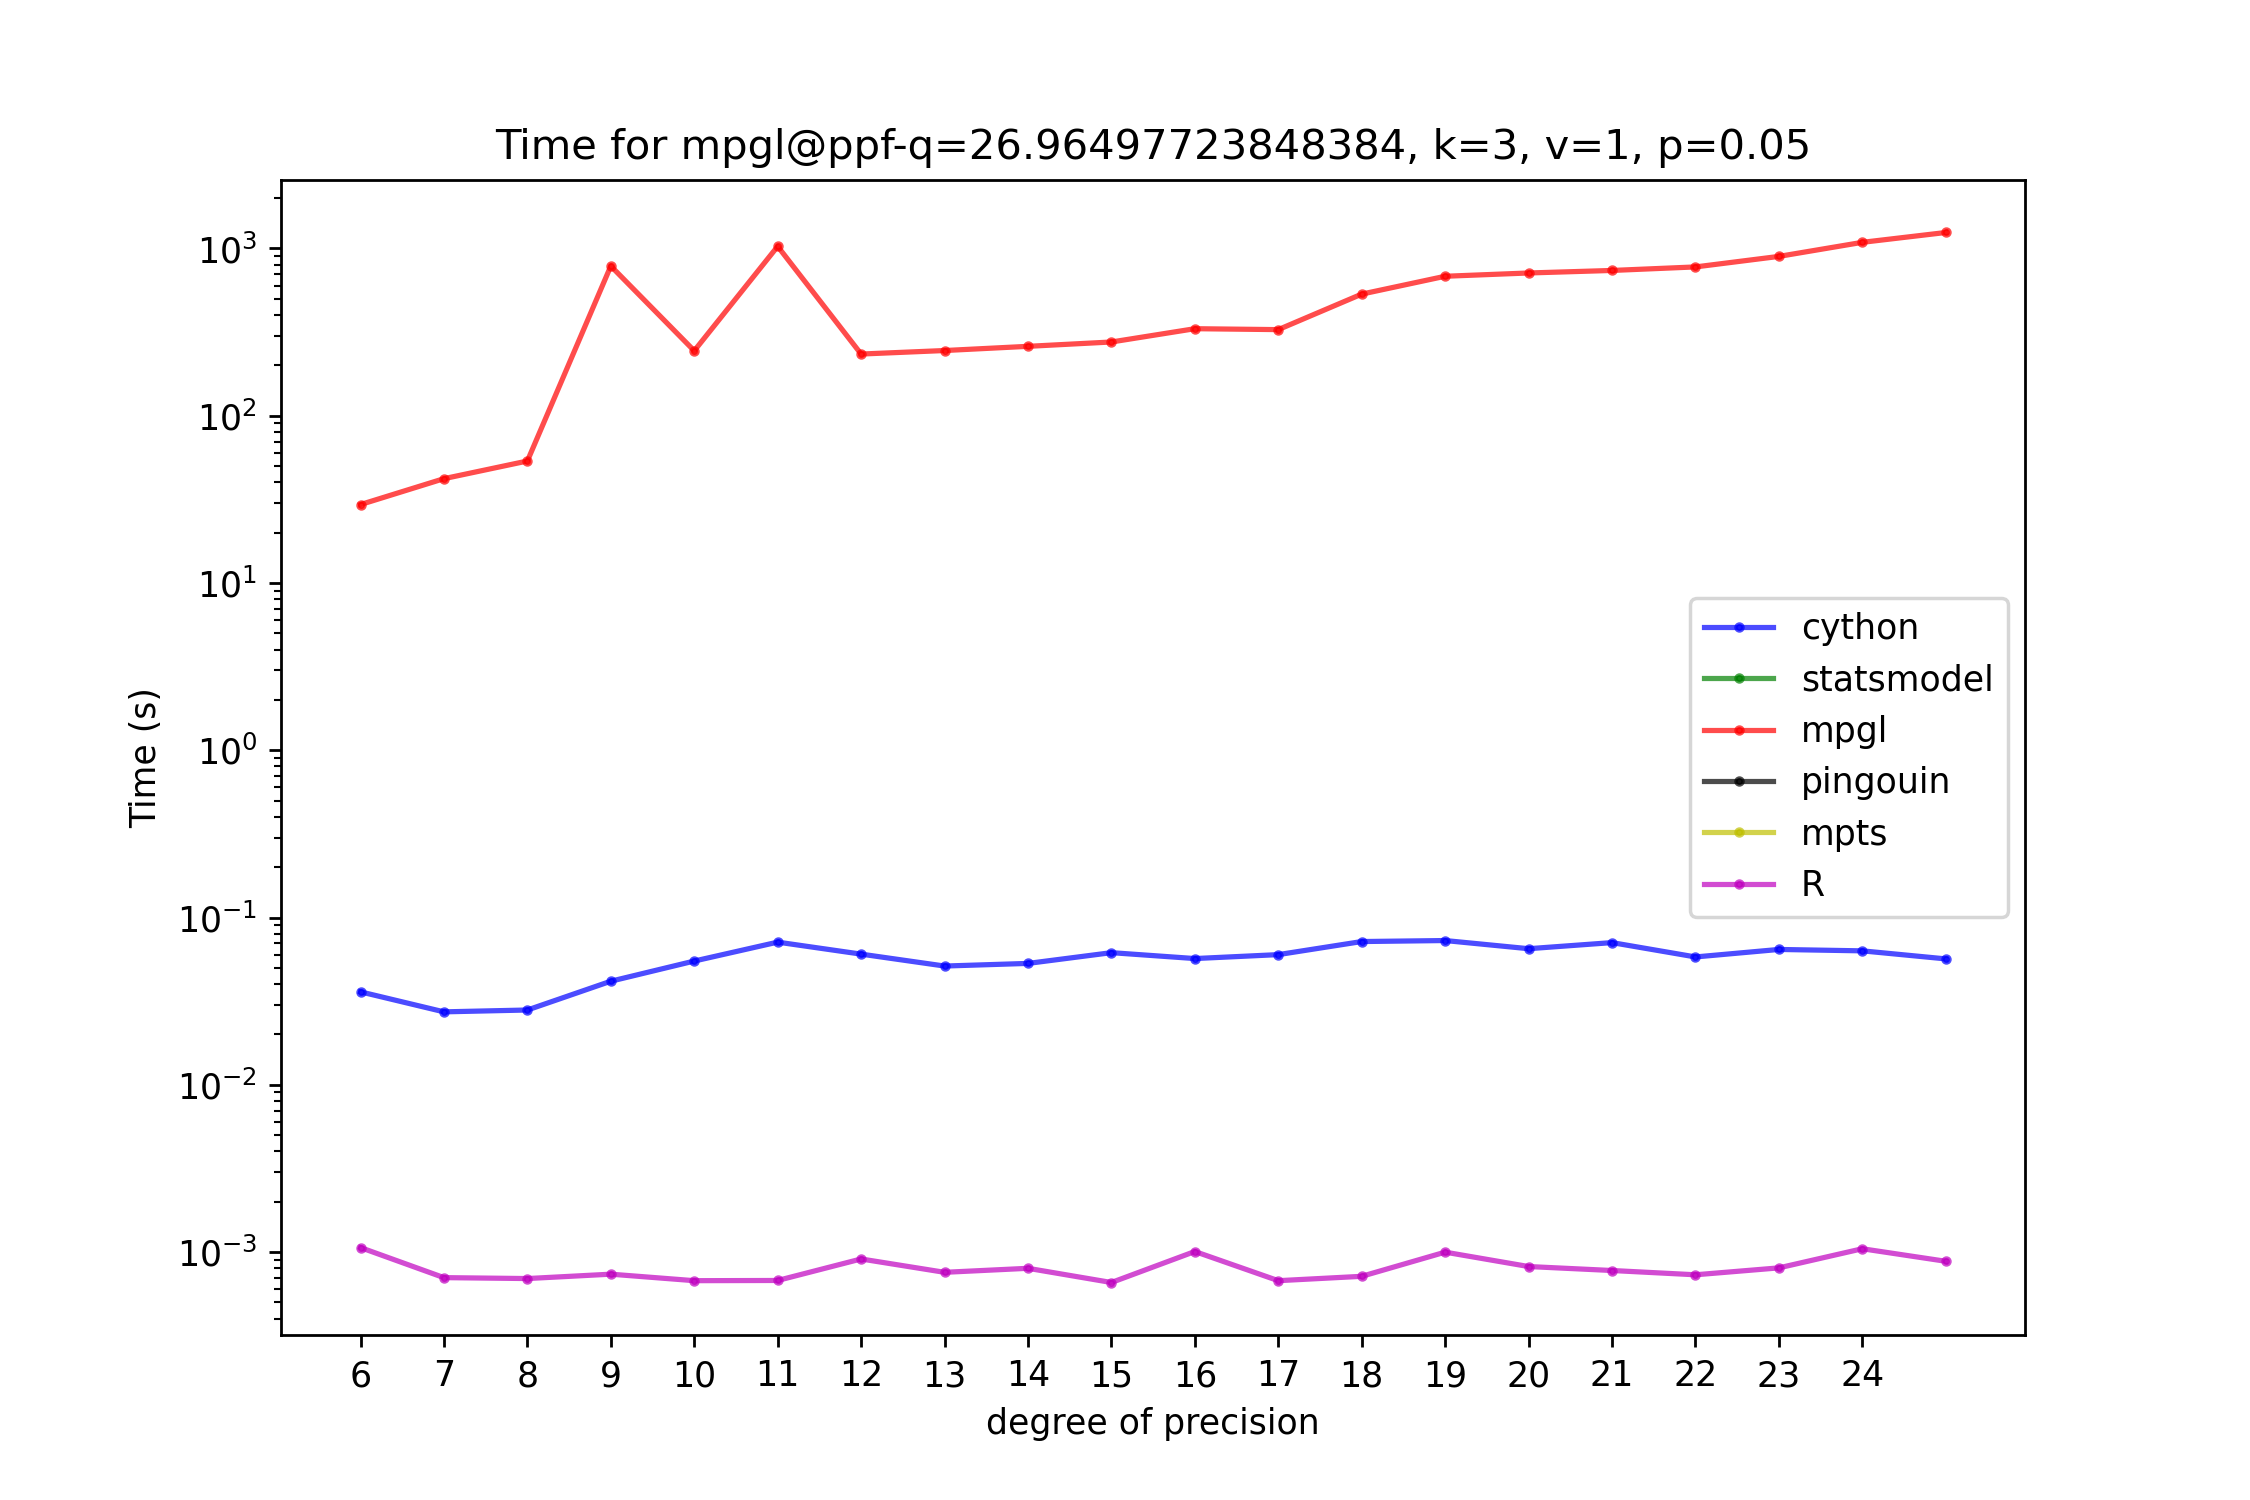 Time for mpgl@ppf-q=26.96497723848384, k=3, v=1, p=0.05
10³
10²
10¹
10⁰
10⁻¹
10⁻²
10⁻³
Time (s)
cython
statsmodel
mpgl
pingouin
mpts
R
6 7 8 9 10 11 12 13 14 15 16 17 18 19 20 21 22 23 24
degree of precision